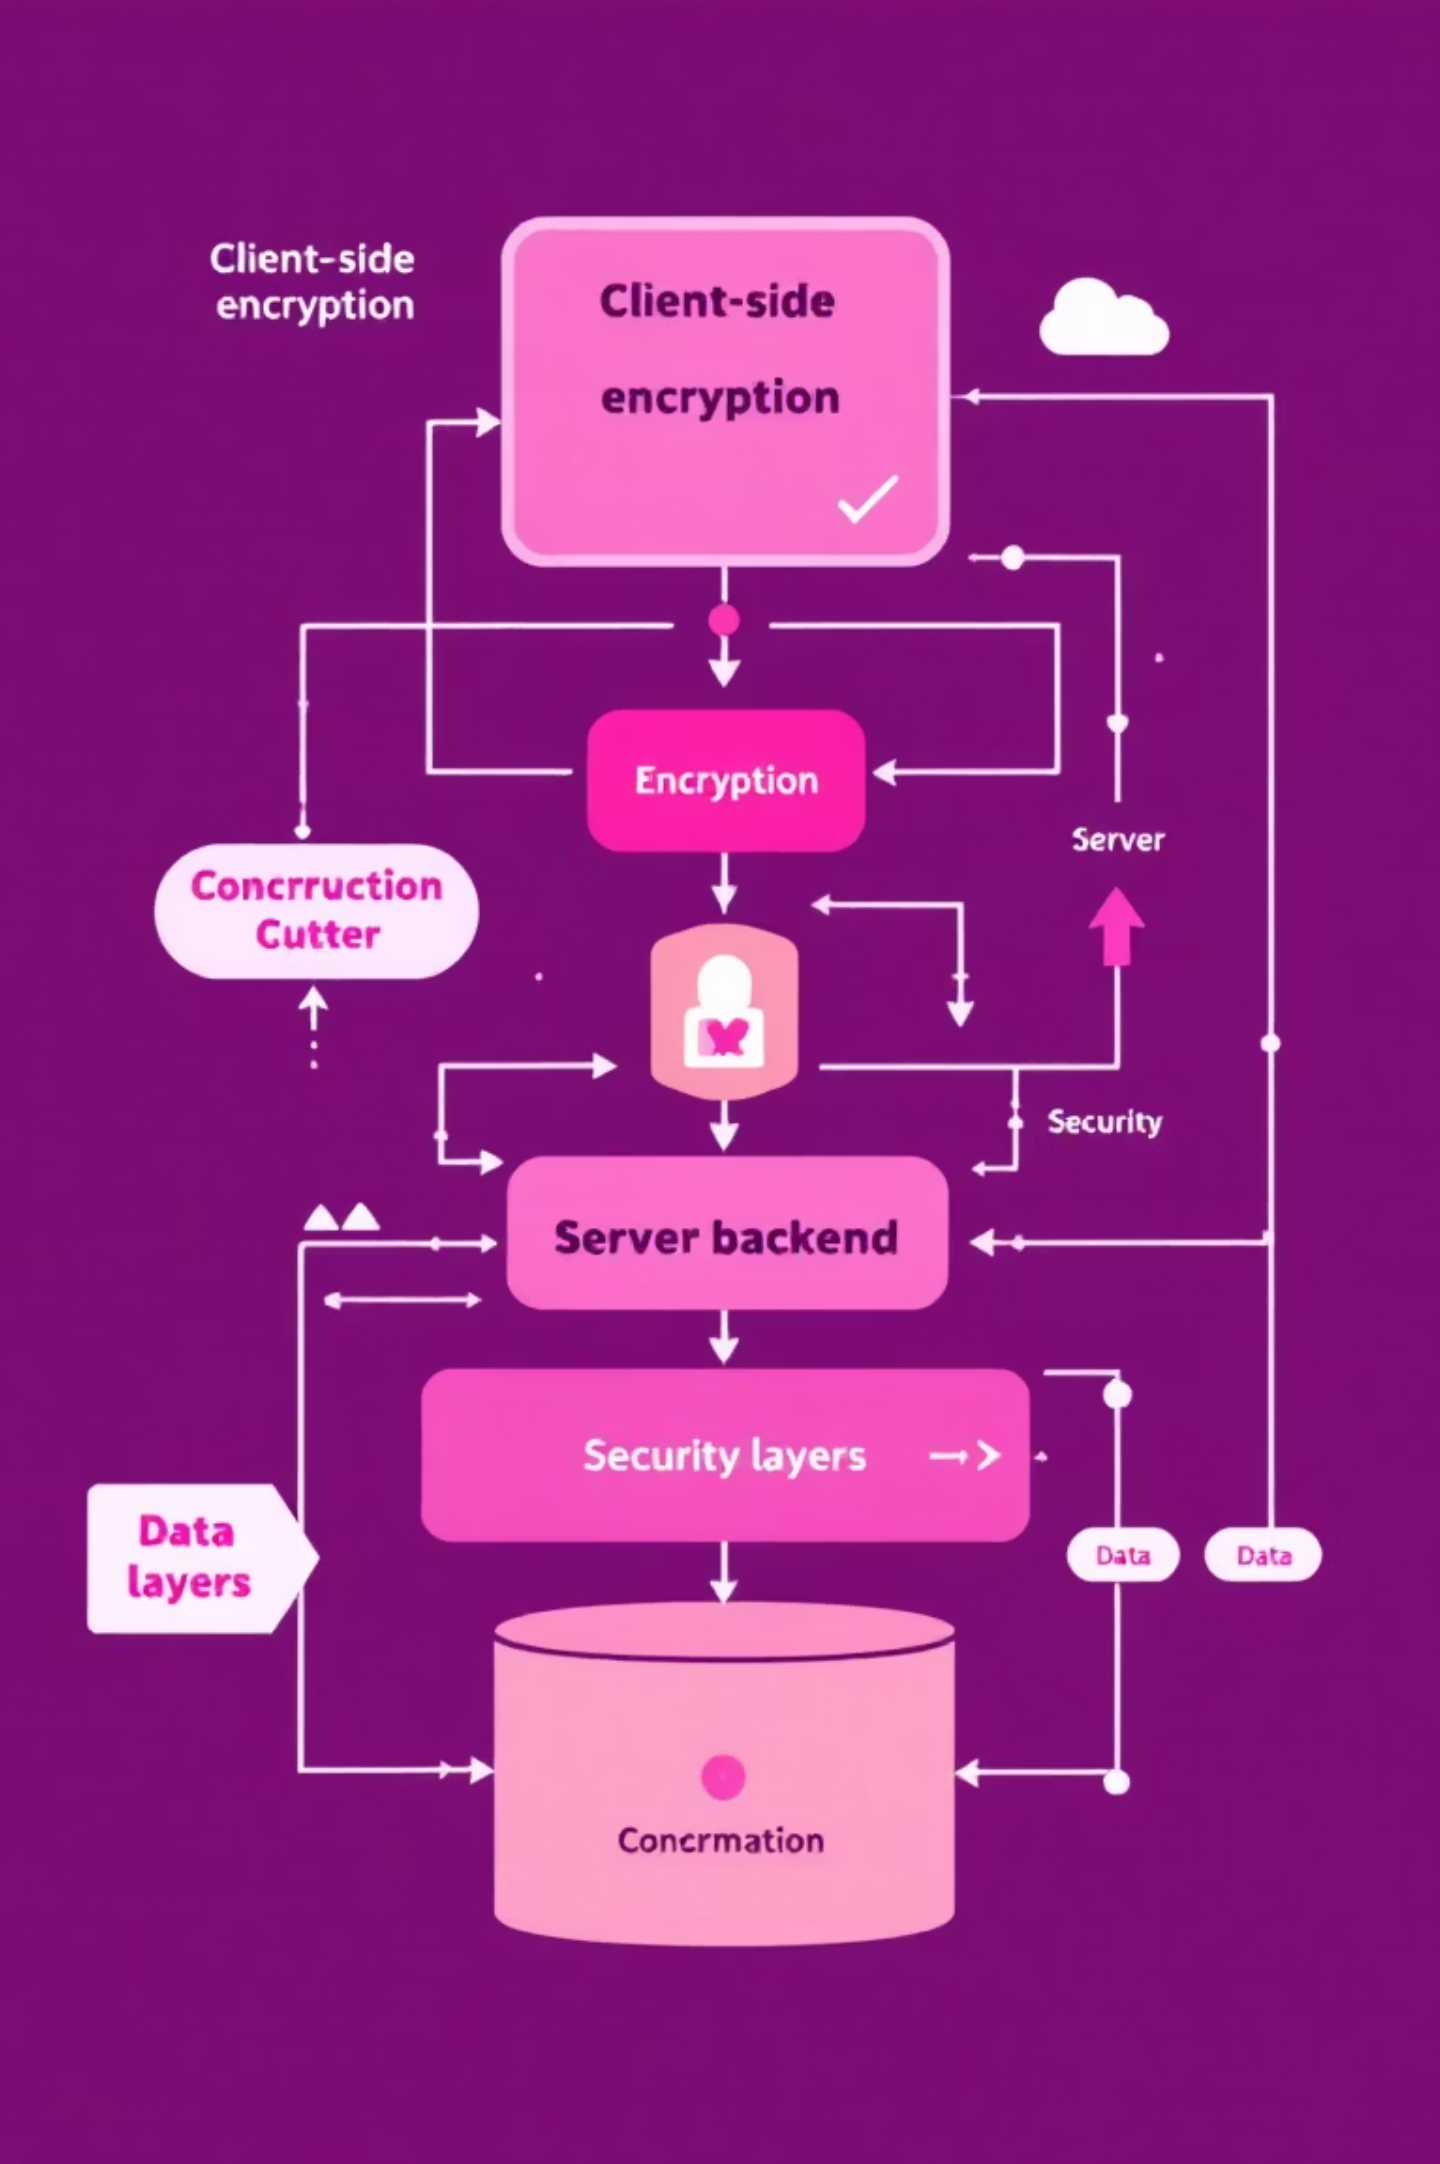 Client-side
encryption
Client-side
encryption
Encryption
Server
Concrruction
Cutter
Security
Server backend
Security layers
Data
layers
Data
Data
Concrmation